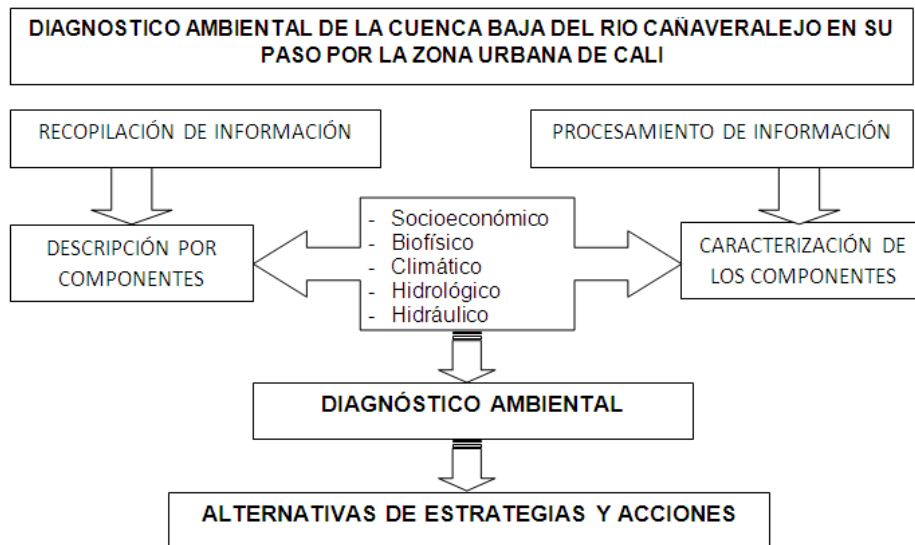 DIAGNOSTICO AMBIENTAL DE LA CUENCA BAJA DEL RIO CAÑAVERALEJO EN SU
PASO POR LA ZONA URBANA DE CALI
RECOPILACIÓN DE INFORMACIÓN
PROCESAMIENTO DE INFORMACIÓN
DESCRIPCIÓN POR
COMPONENTES
- Socioeconómico
- Biofísico
- Climático
- Hidrológico
- Hidráulico
CARACTERIZACIÓN DE
LOS COMPONENTES
DIAGNÓSTICO AMBIENTAL
ALTERNATIVAS DE ESTRATEGIAS Y ACCIONES